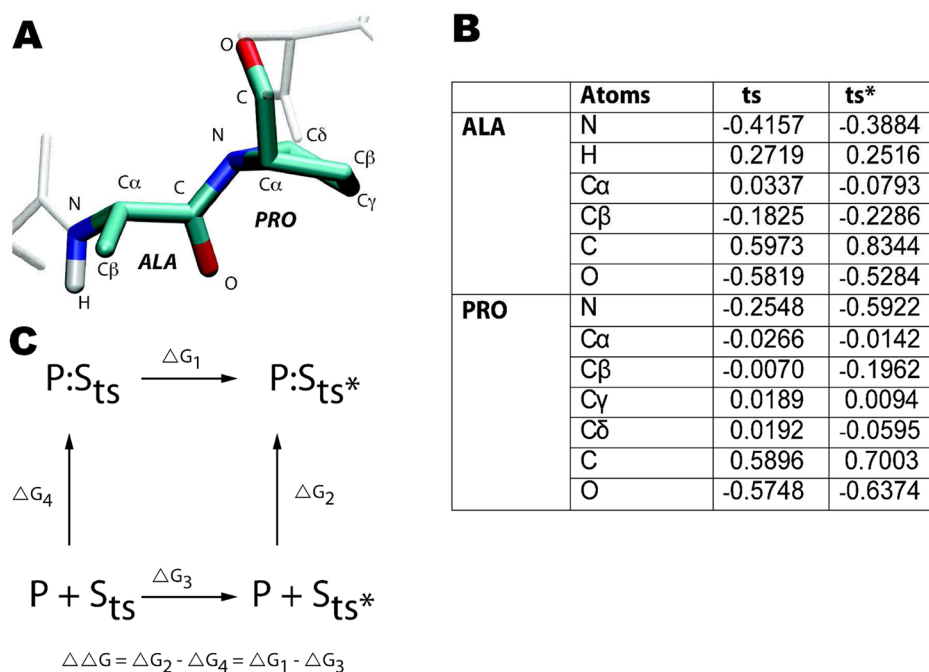 A
O
C
N
Cδ
Cβ
Cα
Cγ
PRO
Cα
C
N
Cβ
ALA
O
H
B
Atoms ts ts*
ALA N -0.4157 -0.3884
H 0.2719 0.2516
Cα 0.0337 -0.0793
Cβ -0.1825 -0.2286
C 0.5973 0.8344
O -0.5819 -0.5284
PRO N -0.2548 -0.5922
Cα -0.0266 -0.0142
Cβ -0.0070 -0.1962
Cγ 0.0189 0.0094
Cδ 0.0192 -0.0595
C 0.5896 0.7003
O -0.5748 -0.6374
C
△G1
P:Sts P:Sts*
△G4 △G2
△G3
P + Sts P + Sts*
△△G = △G2 - △G4 = △G1 - △G3